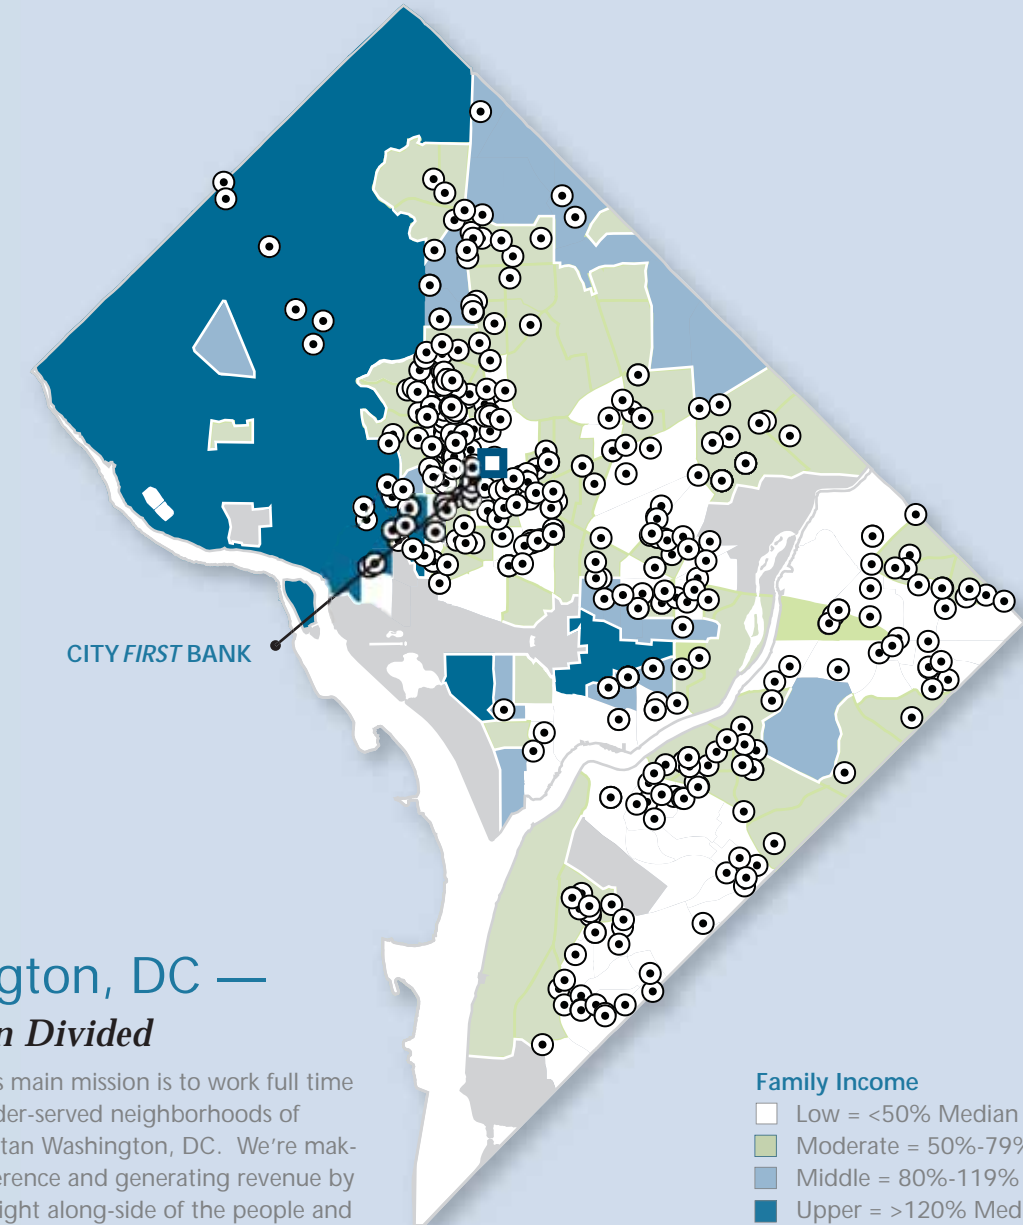 CITY FIRST BANK
gton, DC —
n Divided
s main mission is to work full time
der-served neighborhoods of
tan Washington, DC. We're mak-
erence and generating revenue by
ight along-side of the people and
Family Income
Low = <50% Median
Moderate = 50%-79%
Middle = 80%-119%
Upper = >120% Med